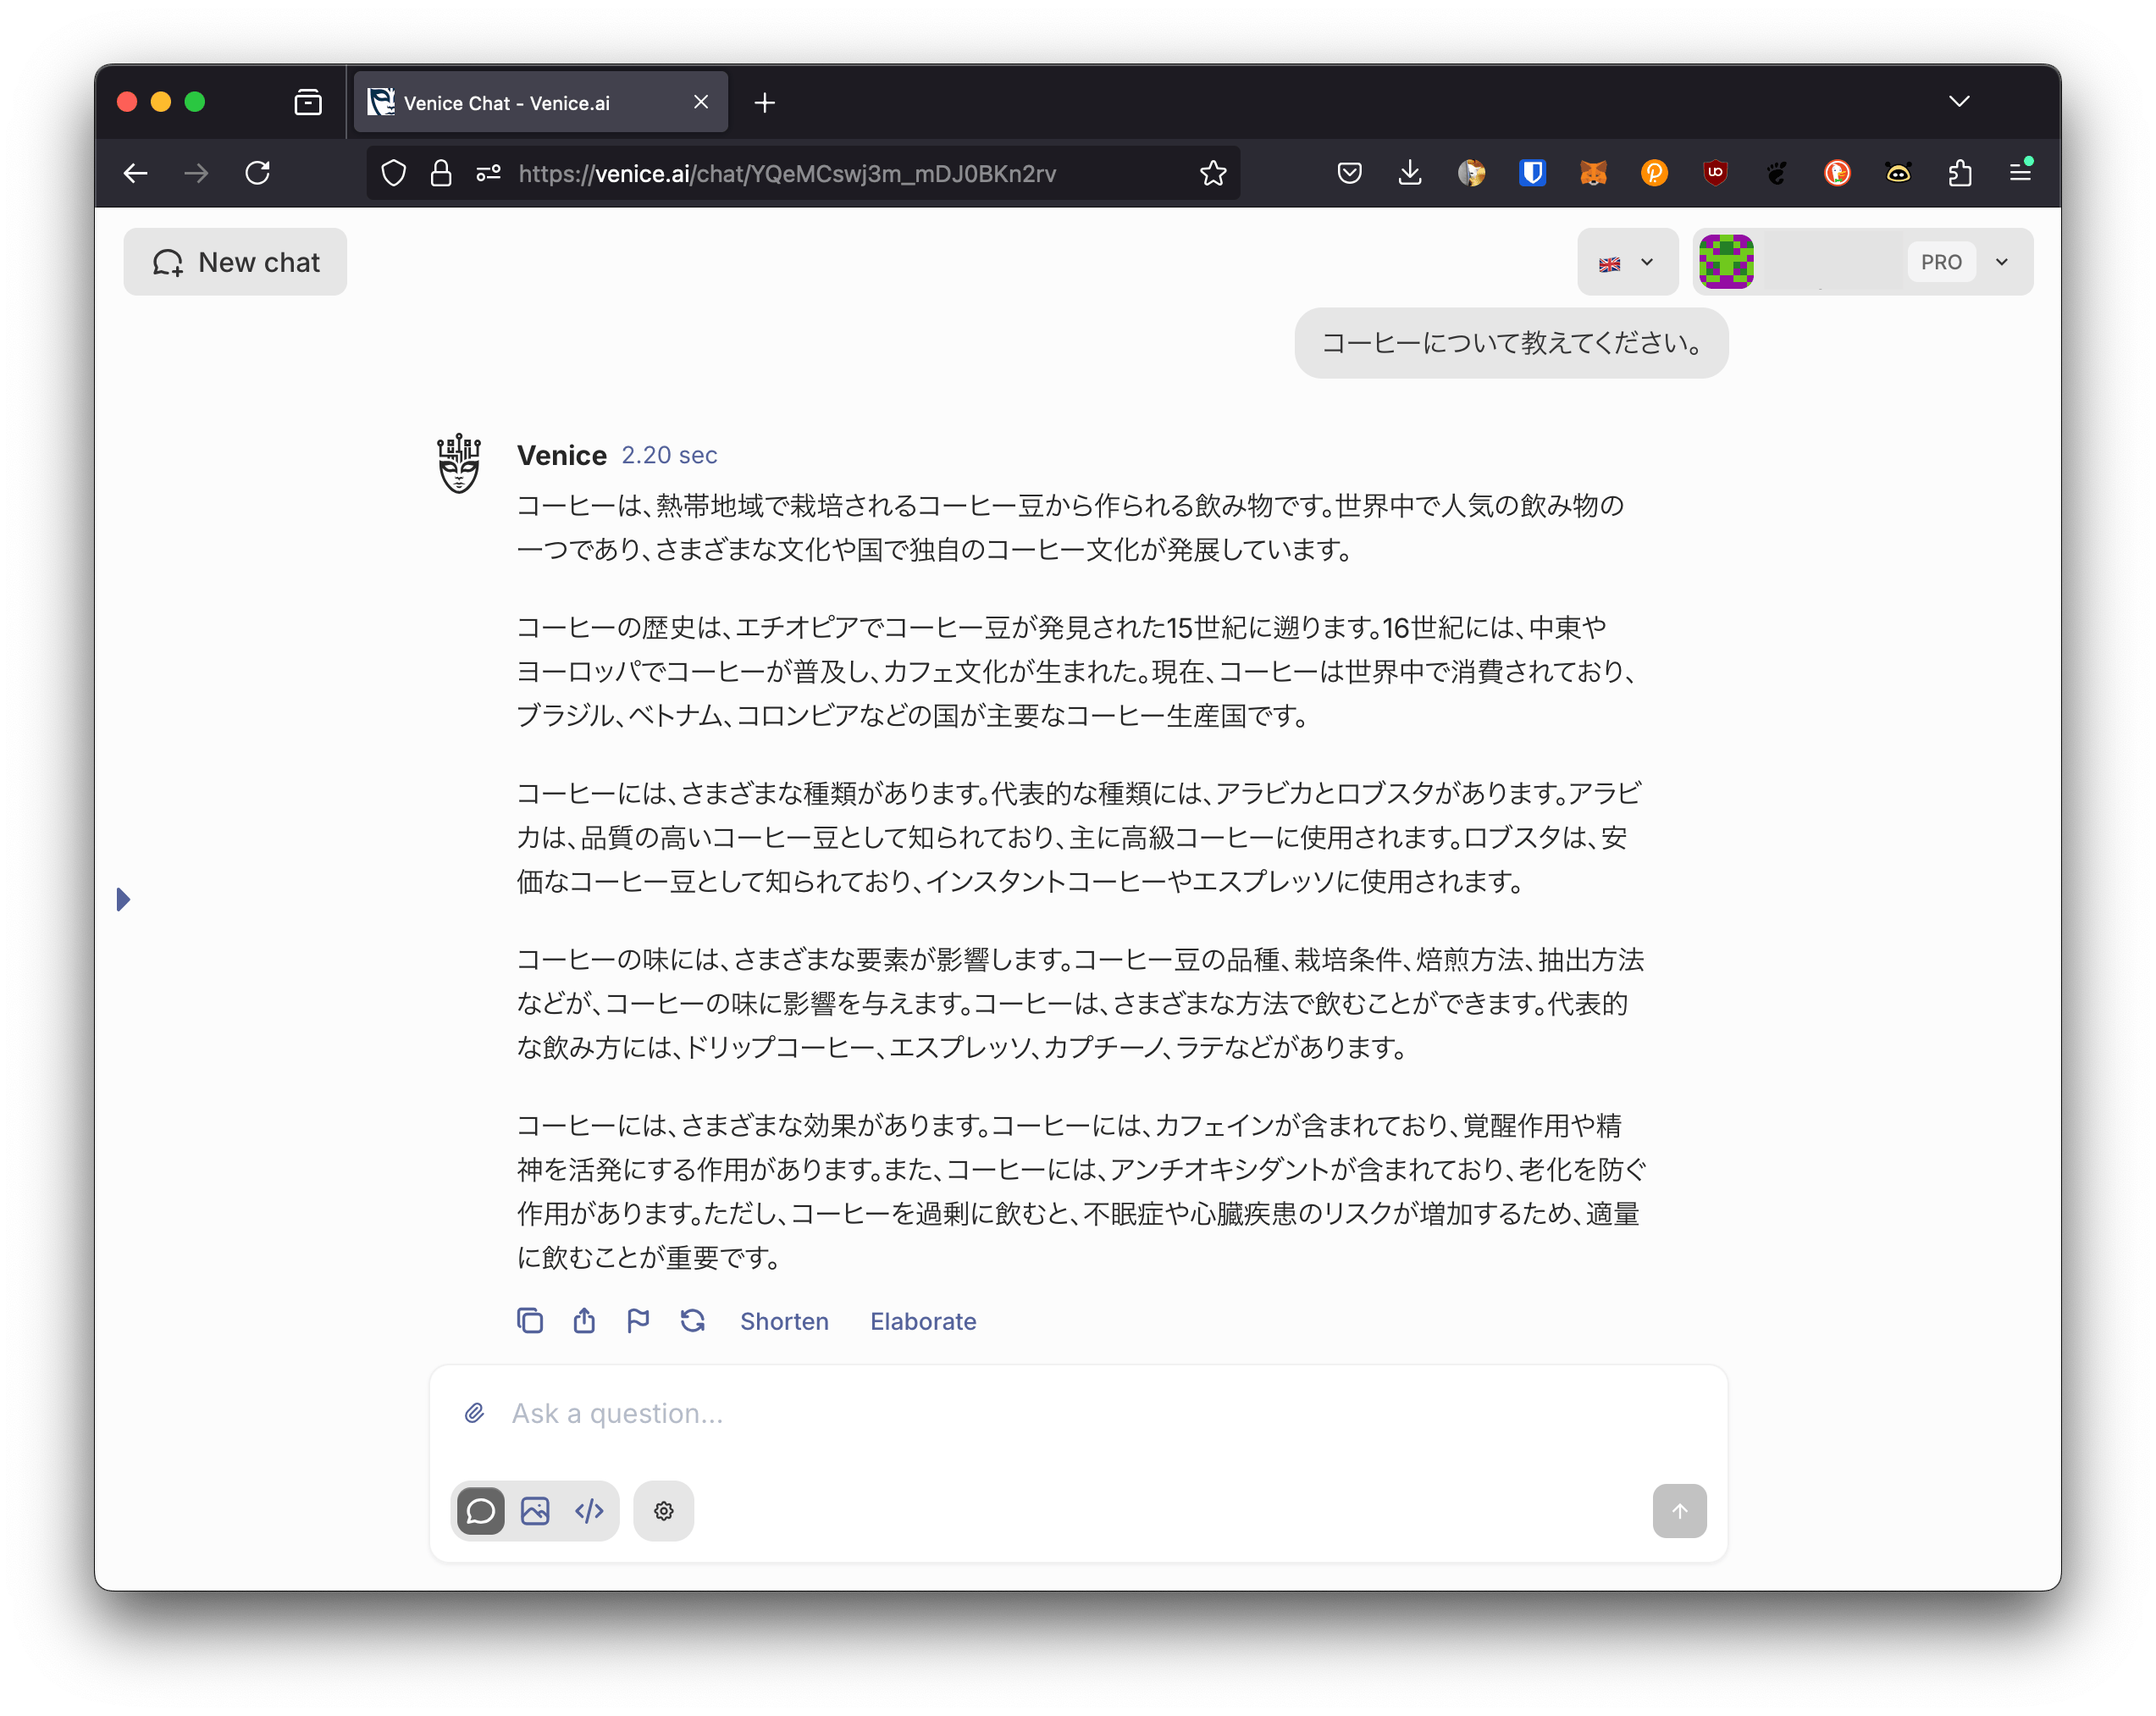 Venice Chat - Venice.ai
https://venice.ai/chat/YQeMCswj3m_mDJ0BKn2rv
New chat
PRO
コーヒーについて教えてください。
Venice 2.20 sec
コーヒーは、熱帯地域で栽培されるコーヒー豆から作られる飲み物です。世界中で人気の飲み物の
一つであり、さまざまな文化や国で独自のコーヒー文化が発展しています。
コーヒーの歴史は、エチオピアでコーヒー豆が発見された15世紀に遡ります。16世紀には、中東や
ヨーロッパでコーヒーが普及し、カフェ文化が生まれた。現在、コーヒーは世界中で消費されており、
ブラジル、ベトナム、コロンビアなどの国が主要なコーヒー生産国です。
コーヒーには、さまざまな種類があります。代表的な種類には、アラビカとロブスタがあります。アラビ
カは、品質の高いコーヒー豆として知られており、主に高級コーヒーに使用されます。ロブスタは、安
価なコーヒー豆として知られており、インスタントコーヒーやエスプレッソに使用されます。
コーヒーの味には、さまざまな要素が影響します。コーヒー豆の品種、栽培条件、焙煎方法、抽出方法
などが、コーヒーの味に影響を与えます。コーヒーは、さまざまな方法で飲むことができます。代表的
な飲み方には、ドリップコーヒー、エスプレッソ、カプチーノ、ラテなどがあります。
コーヒーには、さまざまな効果があります。コーヒーには、カフェインが含まれており、覚醒作用や精
神を活発にする作用があります。また、コーヒーには、アンチオキシダントが含まれており、老化を防ぐ
作用があります。ただし、コーヒーを過剰に飲むと、不眠症や心臓疾患のリスクが増加するため、適量
に飲むことが重要です。
Shorten Elaborate
Ask a question...